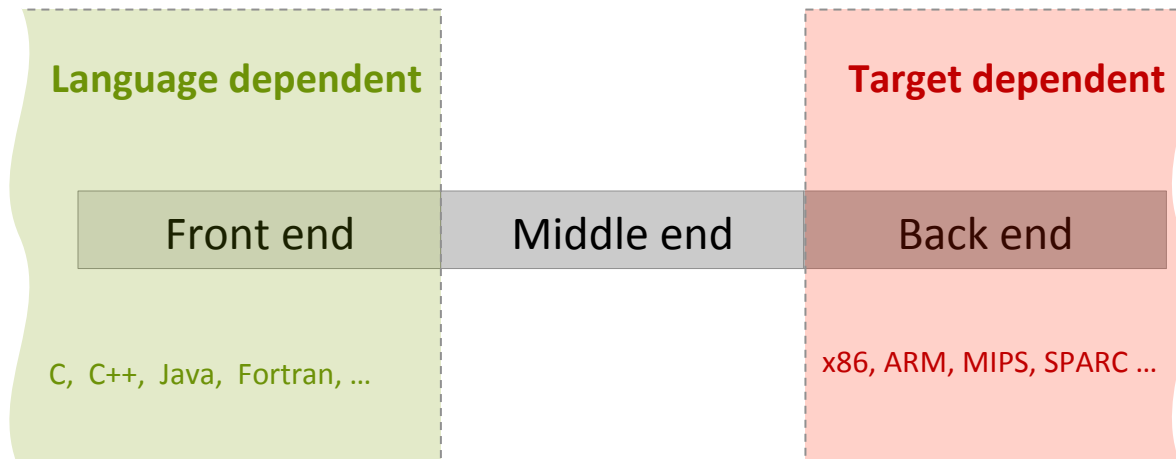 Language dependent
Target dependent
Front end
Middle end
Back end
C, C++, Java, Fortran, …
x86, ARM, MIPS, SPARC …